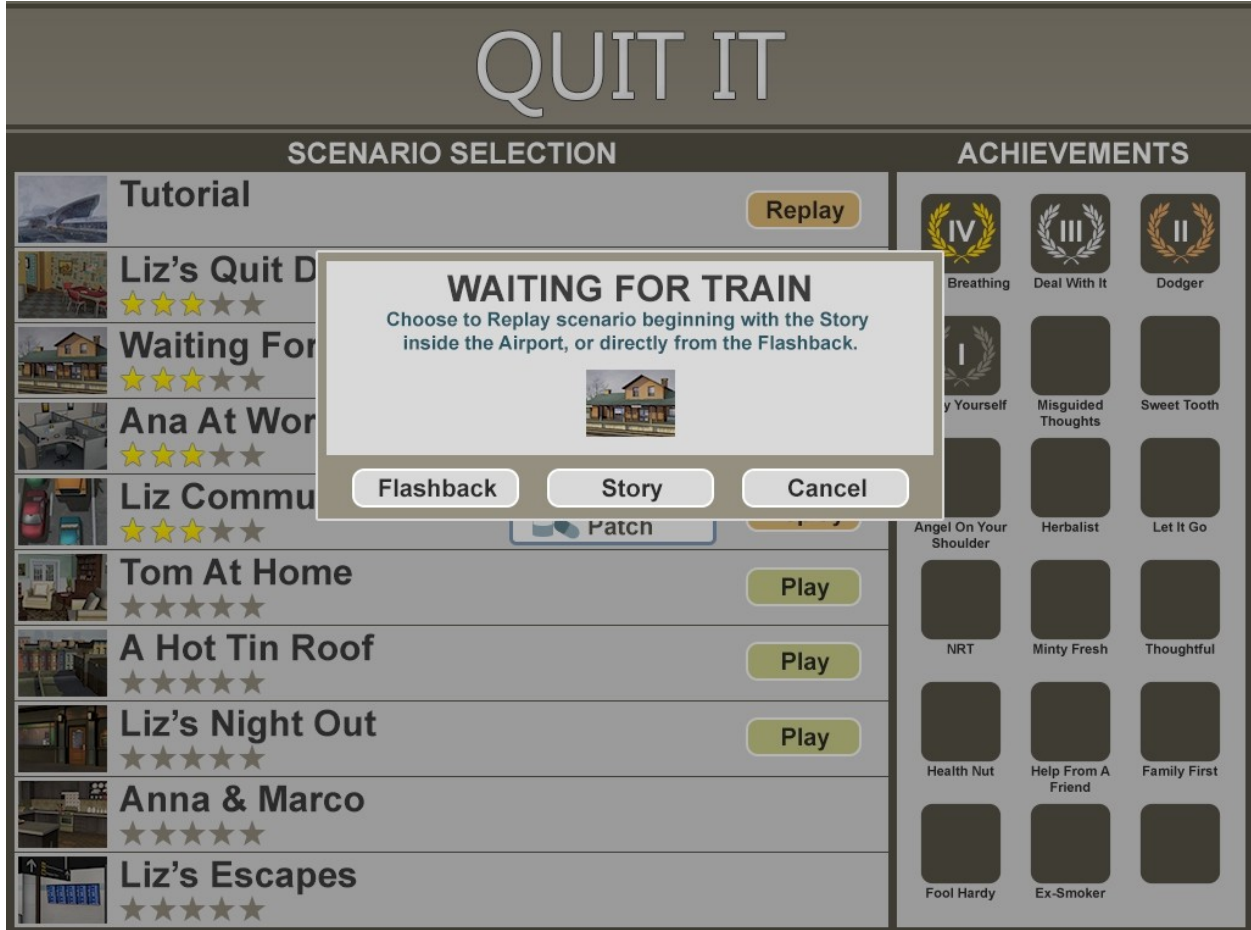 QUIT IT
SCENARIO SELECTION
ACHIEVEMENTS
Tutorial
Replay
Liz's Quit D
Waiting For
Ana At Wor
Liz Commu
Patch
Tom At Home
Play
A Hot Tin Roof
Play
Liz's Night Out
Play
Anna & Marco
Liz's Escapes
WAITING FOR TRAIN
Choose to Replay scenario beginning with the Story
inside the Airport, or directly from the Flashback.
Flashback
Story
Cancel
IV
III
II
Breathing
Deal With It
Dodger
I
Yourself
Misguided
Thoughts
Sweet Tooth
Angel On Your
Shoulder
Herbalist
Let It Go
NRT
Minty Fresh
Thoughtful
Health Nut
Help From A
Friend
Family First
Fool Hardy
Ex-Smoker